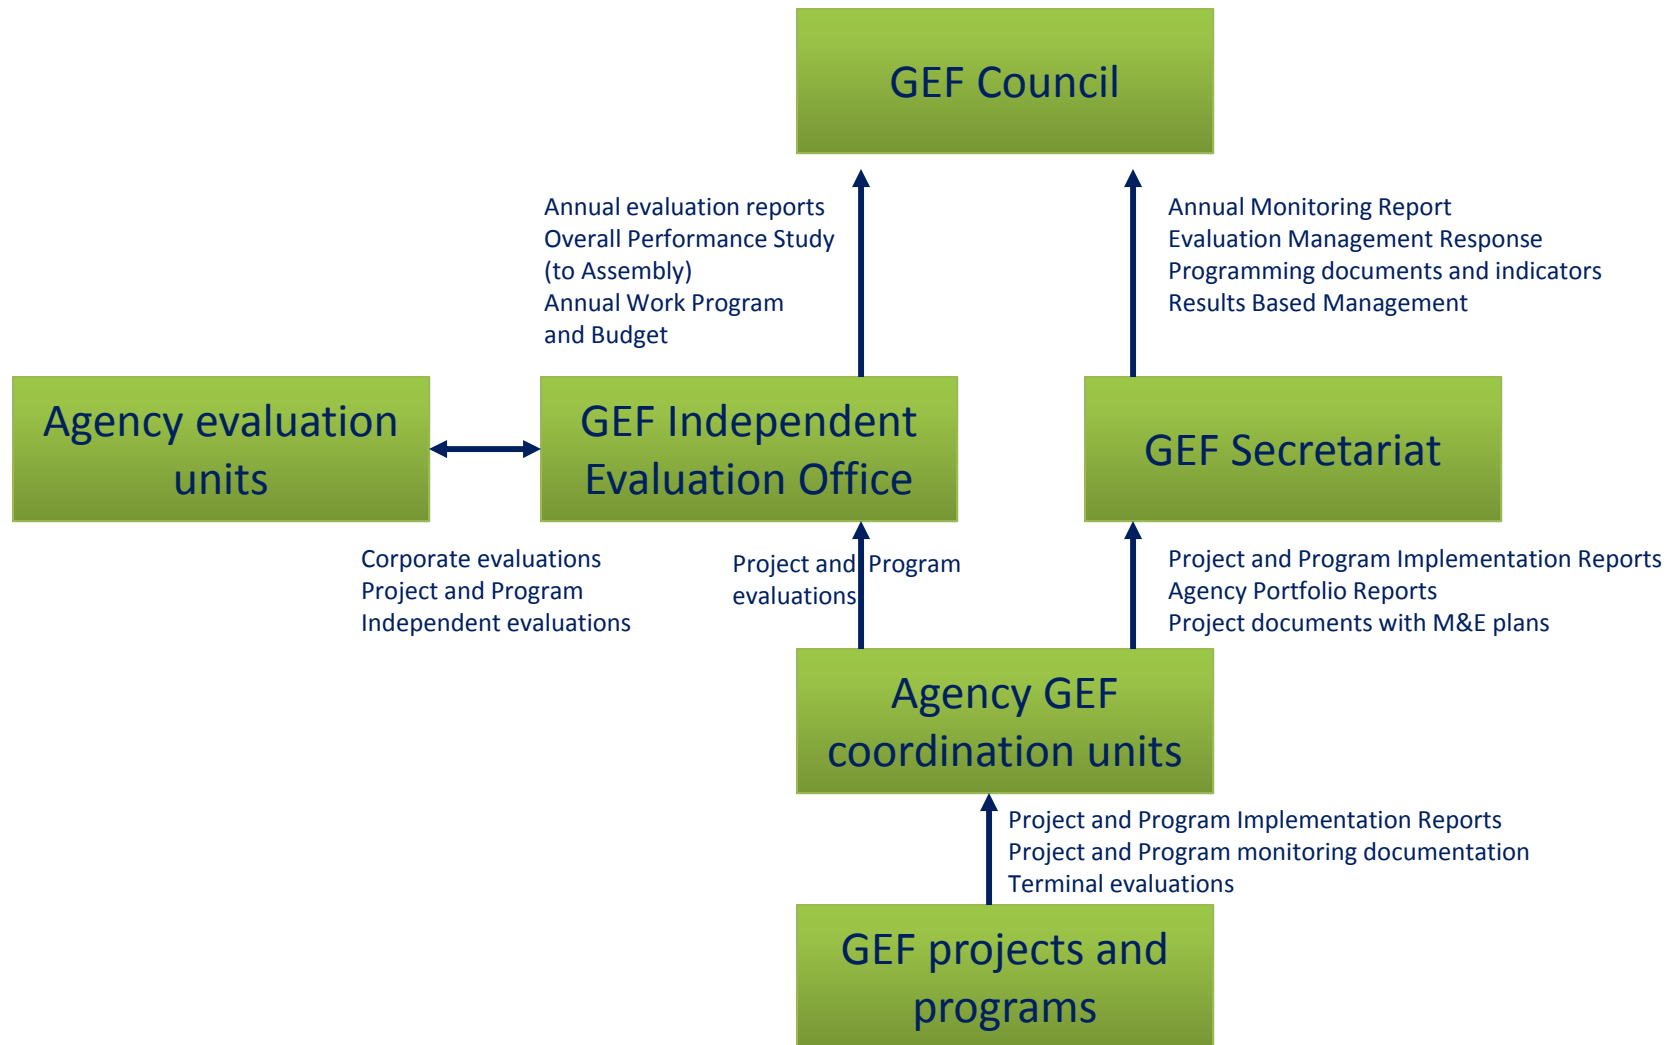 GEF Council
Annual evaluation reports
Overall Performance Study
(to Assembly)
Annual Work Program
and Budget
Annual Monitoring Report
Evaluation Management Response
Programming documents and indicators
Results Based Management
Agency evaluation
units
GEF Independent
Evaluation Office
GEF Secretariat
Corporate evaluations
Project and Program
Independent evaluations
Project and Program
evaluations
Project and Program Implementation Reports
Agency Portfolio Reports
Project documents with M&E plans
Agency GEF
coordination units
Project and Program Implementation Reports
Project and Program monitoring documentation
Terminal evaluations
GEF projects and
programs